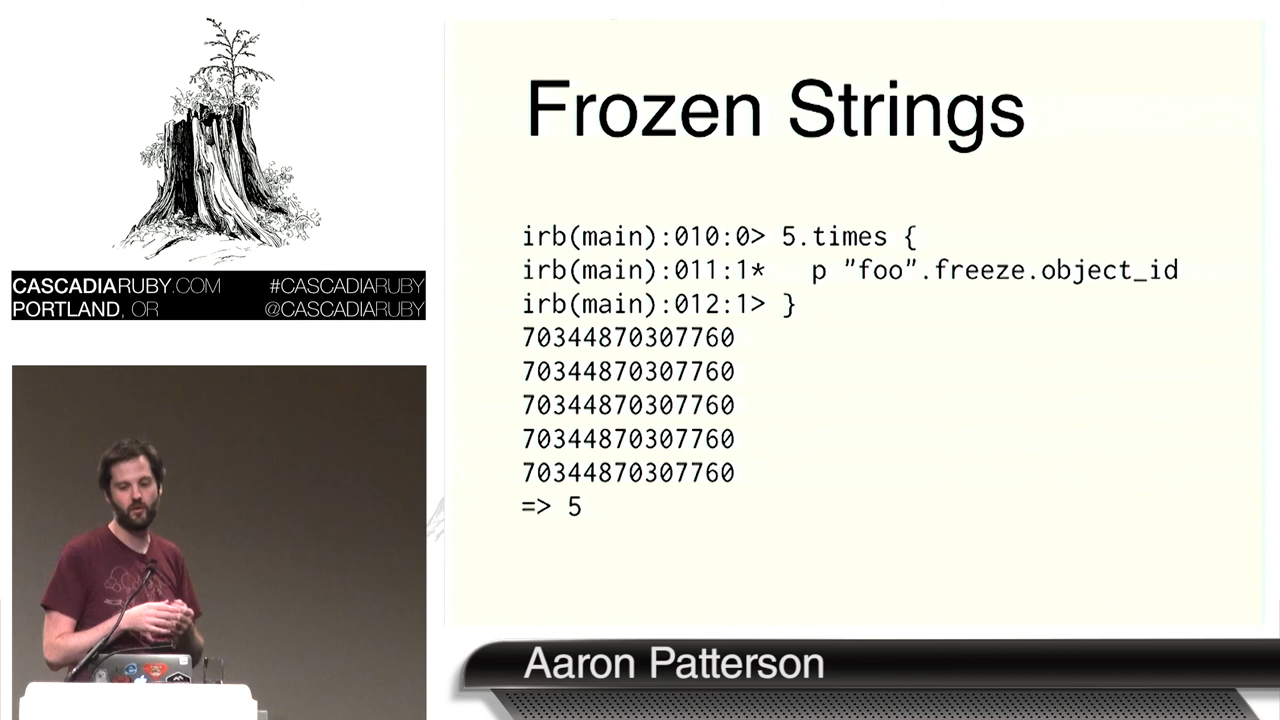 Frozen Strings
irb(main):010:0> 5.times {
irb(main):011:1*   p "foo".freeze.object_id
irb(main):012:1> }
70344870307760
70344870307760
70344870307760
70344870307760
70344870307760
=> 5
CASCADIARUBY.COM #CASCADIARUBY
PORTLAND, OR @CASCADIARUBY
Aaron Patterson